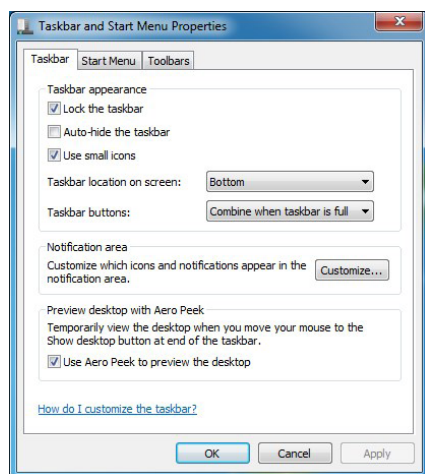 Taskbar and Start Menu Properties
Taskbar Start Menu Toolbars
Taskbar appearance
Lock the taskbar
Auto-hide the taskbar
Use small icons
Taskbar location on screen: Bottom
Taskbar buttons: Combine when taskbar is full
Notification area
Customize which icons and notifications appear in the
notification area.
Customize...
Preview desktop with Aero Peek
Temporarily view the desktop when you move your mouse to the
Show desktop button at end of the taskbar.
Use Aero Peek to preview the desktop
How do I customize the taskbar?
OK Cancel Apply